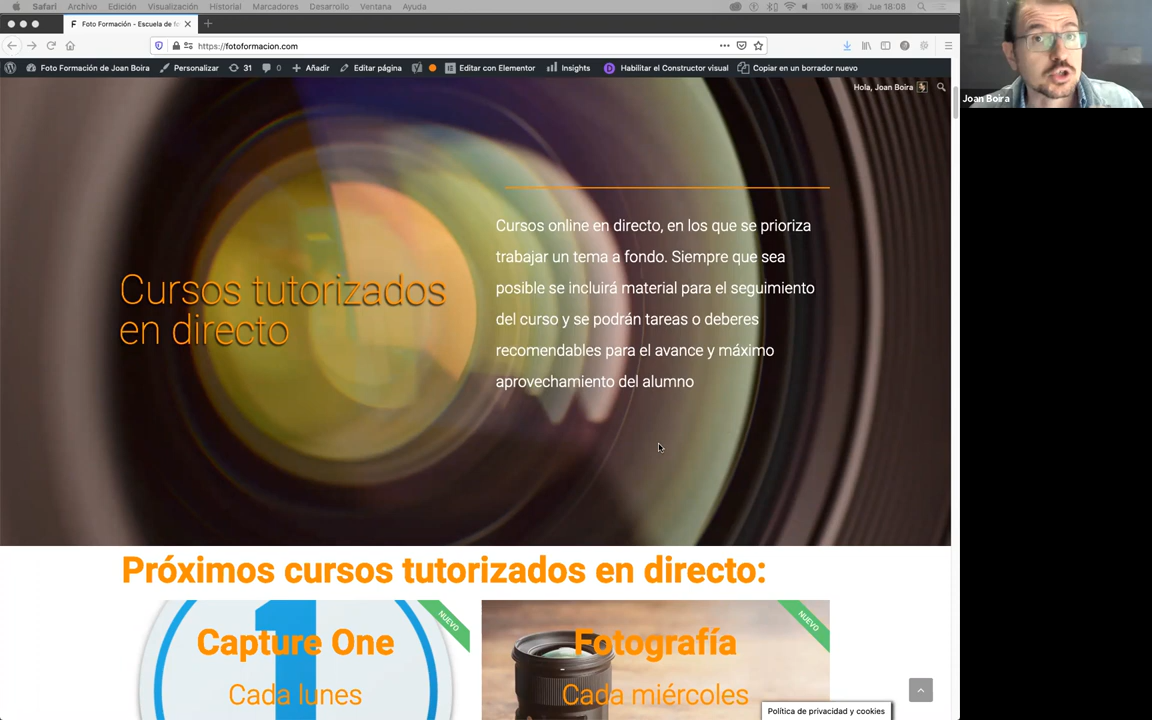 Safari Archivo Edición Visualización Historial Marcadores Desarrollo Ventana Ayuda
100 % Jue 18:08
F Foto Formación - Escuela de fo
https://fotoformacion.com
31
Foto Formación de Joan Boira Personalizar 31 0 Añadir Editar página Editar con Elementor Insights Habilitar el Constructor visual Copiar en un borrador nuevo
Hola, Joan Boira
Joan Boira
Cursos tutorizados
en directo
Cursos online en directo, en los que se prioriza
trabajar un tema a fondo. Siempre que sea
posible se incluirá material para el seguimiento
del curso y se podrán tareas o deberes
recomendables para el avance y máximo
aprovechamiento del alumno
Próximos cursos tutorizados en directo:
NUEVO
Capture One
Cada lunes
1
NUEVO
Fotografía
Cada miércoles
Política de privacidad y cookies